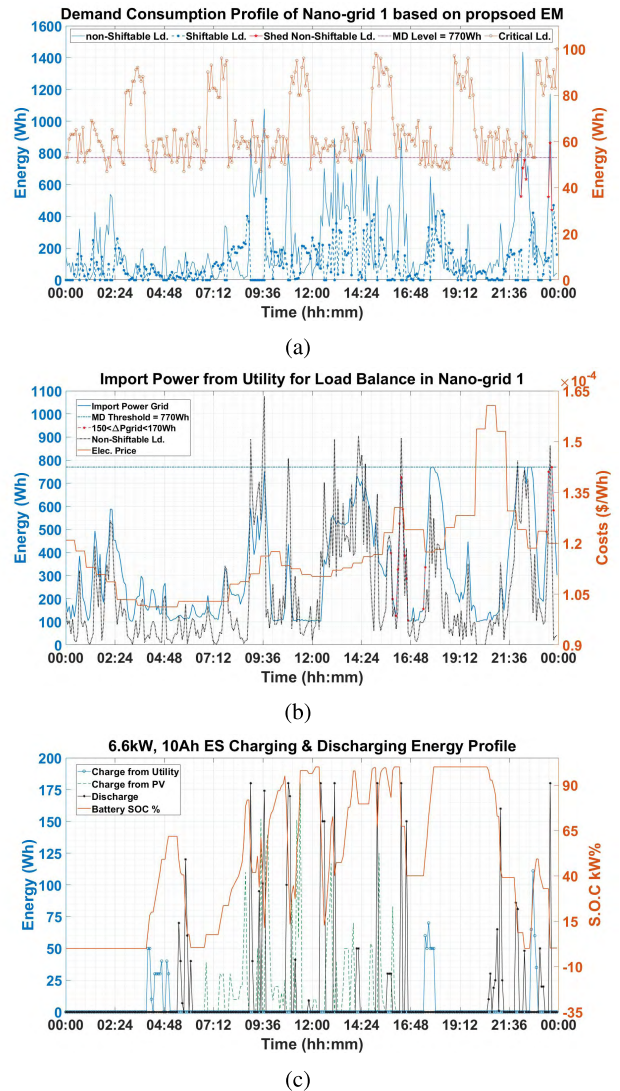 Demand Consumption Profile of Nano-grid 1 based on propsoed EM
non-Shiftable Ld. Shiftable Ld. Shed Non-Shiftable Ld. MD Level = 770Wh Critical Ld.
1600
1400
1200
1000
800
600
400
200
0
Energy (Wh)
100
80
60
40
20
0
Energy (Wh)
00:00 02:24 04:48 07:12 09:36 12:00 14:24 16:48 19:12 21:36 00:00
Time (hh:mm)
(a)
Import Power from Utility for Load Balance in Nano-grid 1
×10⁻⁴
Import Power Grid
MD Threshold = 770Wh
150<ΔPgrid<170Wh
Non-Shiftable Ld.
Elec. Price
1100
1000
900
800
700
600
500
400
300
200
100
0
Energy (Wh)
1.65
1.5
1.35
1.2
1.05
0.9
Costs ($/Wh)
00:00 02:24 04:48 07:12 09:36 12:00 14:24 16:48 19:12 21:36 00:00
Time (hh:mm)
(b)
6.6kW, 10Ah ES Charging & Discharging Energy Profile
Charge from Utility
Charge from PV
Discharge
Battery SOC %
200
175
150
125
100
75
50
25
0
Energy (Wh)
90
65
40
15
-10
-35
S.O.C kW%
00:00 02:24 04:48 07:12 09:36 12:00 14:24 16:48 19:12 21:36 00:00
Time (hh:mm)
(c)